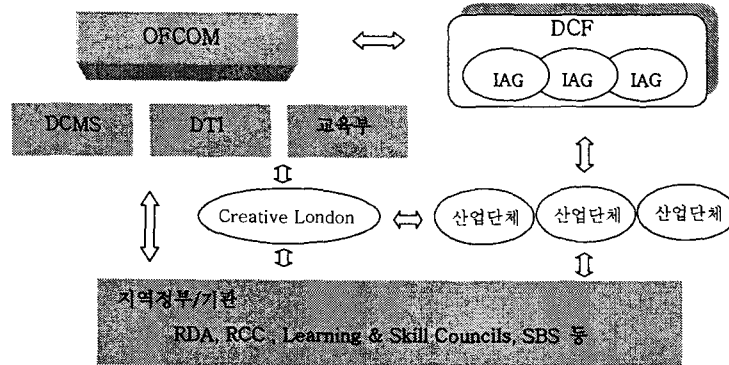 OFCOM
DCF
IAG IAG IAG
DCMS DTI 교육부
Creative London
산업단체 산업단체 산업단체
지역정부/기관
RDA, RCC , Learning & Skill Councils, SBS 등